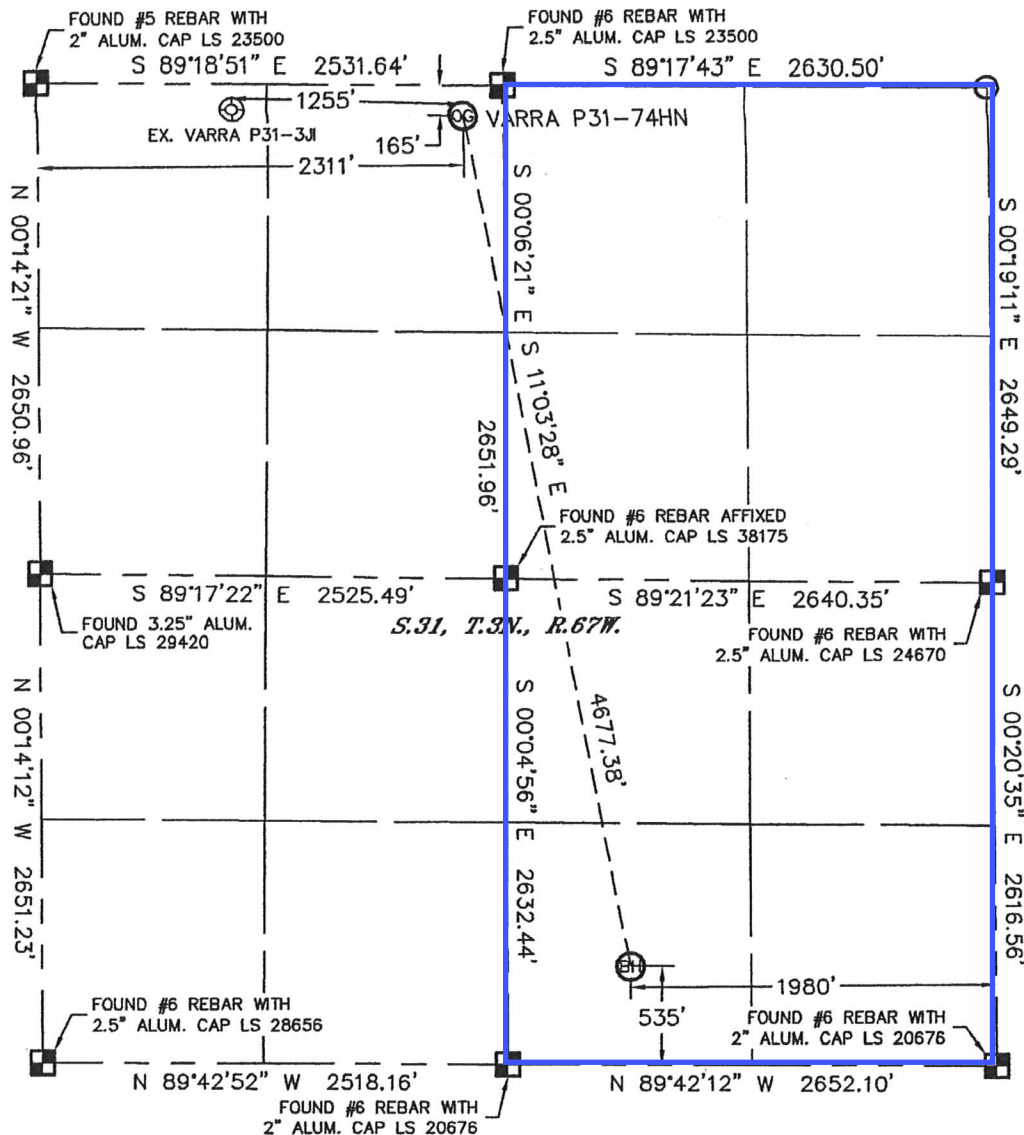 FOUND #5 REBAR WITH
2" ALUM. CAP LS 23500
FOUND #6 REBAR WITH
2.5" ALUM. CAP LS 23500
S 89°18'51" E 2531.64'
S 89°17'43" E 2630.50'
1255'
OG
VARRA P31-74HN
EX. VARRA P31-3JI
165'
2311'
N 00°14'21" W 2650.96'
S 00°06'21" E
2651.96'
S 11°03'28" E
4677.38'
S 00°19'11" E 2649.29'
FOUND #6 REBAR AFFIXED
2.5" ALUM. CAP LS 38175
S 89°17'22" E 2525.49'
S 89°21'23" E 2640.35'
FOUND 3.25" ALUM.
CAP LS 29420
S.31, T.3N., R.67W.
FOUND #6 REBAR WITH
2.5" ALUM. CAP LS 24670
N 00°14'12" W 2651.23'
S 00°04'56" E 2632.44'
S 00°20'35" E 2616.56'
BH
1980'
535'
FOUND #6 REBAR WITH
2.5" ALUM. CAP LS 28656
FOUND #6 REBAR WITH
2" ALUM. CAP LS 20676
N 89°42'52" W 2518.16'
N 89°42'12" W 2652.10'
FOUND #6 REBAR WITH
2" ALUM. CAP LS 20676